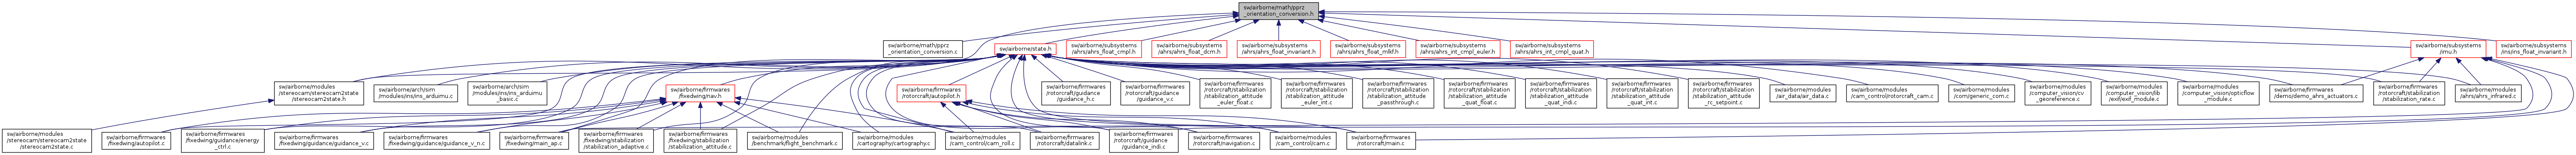 sw/airborne/math/pprz
_orientation_conversion.h
sw/airborne/math/pprz
_orientation_conversion.c
sw/airborne/state.h
sw/airborne/subsystems
/ahrs/ahrs_float_cmpl.h
sw/airborne/subsystems
/ahrs/ahrs_float_dcm.h
sw/airborne/subsystems
/ahrs/ahrs_float_invariant.h
sw/airborne/subsystems
/ahrs/ahrs_float_mlkf.h
sw/airborne/subsystems
/ahrs/ahrs_int_cmpl_euler.h
sw/airborne/subsystems
/ahrs/ahrs_int_cmpl_quat.h
sw/airborne/subsystems
/imu.h
sw/airborne/subsystems
/ins/ins_float_invariant.h
sw/airborne/modules
/stereocam/stereocam2state
/stereocam2state.h
sw/airborne/arch/sim
/modules/ins/ins_arduimu.c
sw/airborne/arch/sim
/modules/ins/ins_arduimu
_basic.c
sw/airborne/firmwares
/fixedwing/nav.h
sw/airborne/firmwares
/rotorcraft/autopilot.h
sw/airborne/firmwares
/rotorcraft/guidance
/guidance_h.c
sw/airborne/firmwares
/rotorcraft/guidance
/guidance_v.c
sw/airborne/firmwares
/rotorcraft/stabilization
/stabilization_attitude
_euler_float.c
sw/airborne/firmwares
/rotorcraft/stabilization
/stabilization_attitude
_euler_int.c
sw/airborne/firmwares
/rotorcraft/stabilization
/stabilization_attitude
_passthrough.c
sw/airborne/firmwares
/rotorcraft/stabilization
/stabilization_attitude
_quat_float.c
sw/airborne/firmwares
/rotorcraft/stabilization
/stabilization_attitude
_quat_indi.c
sw/airborne/firmwares
/rotorcraft/stabilization
/stabilization_attitude
_quat_int.c
sw/airborne/firmwares
/rotorcraft/stabilization
/stabilization_attitude
_rc_setpoint.c
sw/airborne/modules
/air_data/air_data.c
sw/airborne/modules
/cam_control/rotorcraft_cam.c
sw/airborne/modules
/com/generic_com.c
sw/airborne/modules
/computer_vision/cv
_georeference.c
sw/airborne/modules
/computer_vision/lib
/exif/exif_module.c
sw/airborne/modules
/computer_vision/opticflow
_module.c
sw/airborne/firmwares
/demo/demo_ahrs_actuators.c
sw/airborne/firmwares
/rotorcraft/stabilization
/stabilization_rate.c
sw/airborne/modules
/ahrs/ahrs_infrared.c
sw/airborne/modules
/stereocam/stereocam2state
/stereocam2state.c
sw/airborne/firmwares
/fixedwing/autopilot.c
sw/airborne/firmwares
/fixedwing/guidance/energy
_ctrl.c
sw/airborne/firmwares
/fixedwing/guidance/guidance_v.c
sw/airborne/firmwares
/fixedwing/guidance/guidance_v_n.c
sw/airborne/firmwares
/fixedwing/main_ap.c
sw/airborne/firmwares
/fixedwing/stabilization
/stabilization_adaptive.c
sw/airborne/firmwares
/fixedwing/stabilization
/stabilization_attitude.c
sw/airborne/modules
/benchmark/flight_benchmark.c
sw/airborne/modules
/cartography/cartography.c
sw/airborne/modules
/cam_control/cam_roll.c
sw/airborne/firmwares
/rotorcraft/datalink.c
sw/airborne/firmwares
/rotorcraft/guidance
/guidance_indi.c
sw/airborne/firmwares
/rotorcraft/navigation.c
sw/airborne/modules
/cam_control/cam.c
sw/airborne/firmwares
/rotorcraft/main.c